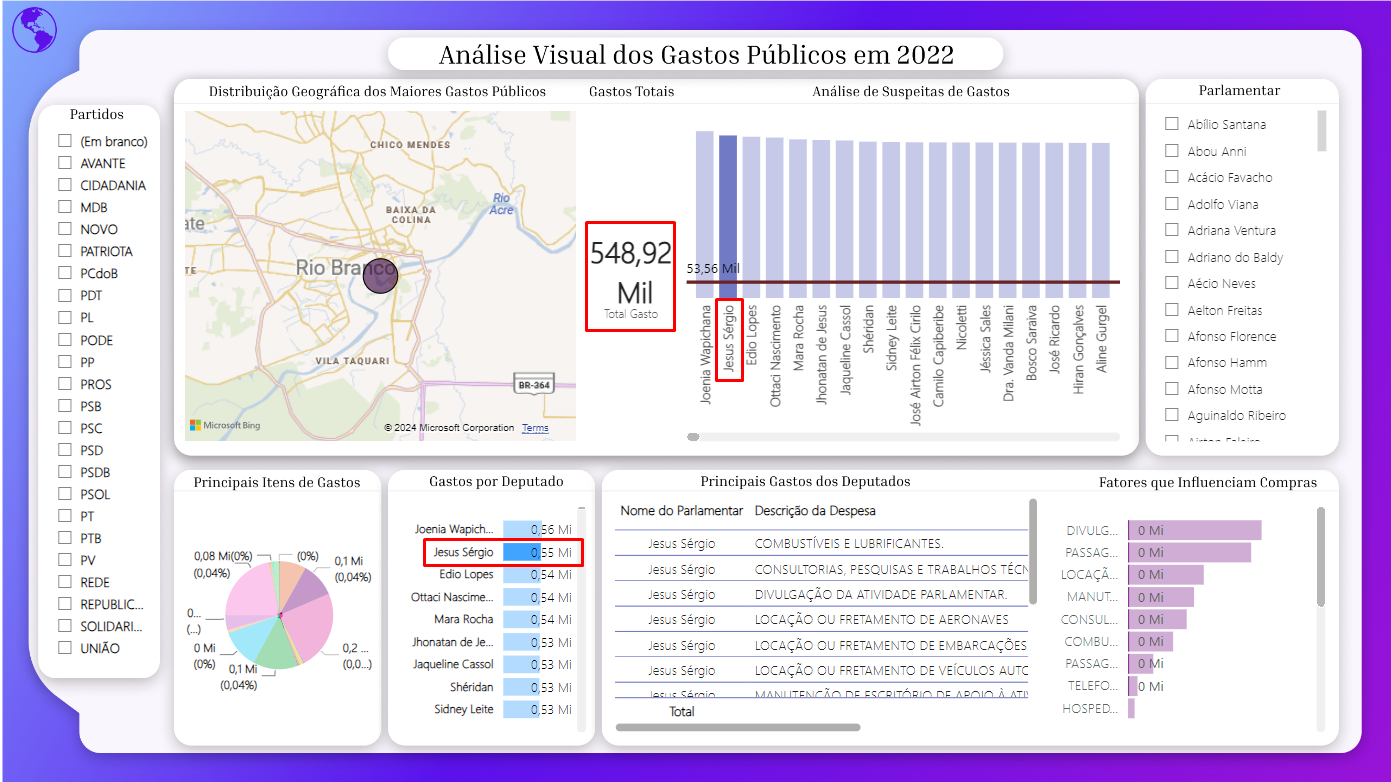 Análise Visual dos Gastos Públicos em 2022
Partidos
(Em branco)
AVANTE
CIDADANIA
MDB
NOVO
PATRIOTA
PCdoB
PDT
PL
PODE
PP
PROS
PSB
PSC
PSD
PSDB
PSOL
PT
PTB
PV
REDE
REPUBLIC...
SOLIDARI...
UNIÃO
Distribuição Geográfica dos Maiores Gastos Públicos
CHICO MENDES
Rio
Acre
BAIXA DA
COLINA
ate
TE
Rio Branco
VILA TAQUARI
BR-364
Microsoft Bing
© 2024 Microsoft Corporation Terms
Gastos Totais
548,92
Mil
Total Gasto
Análise de Suspeitas de Gastos
53,56 Mil
Joenia Wapichana
Jesus Sérgio
Edio Lopes
Ottaci Nascimento
Mara Rocha
Jhonatan de Jesus
Jaqueline Cassol
Shéridan
Sidney Leite
José Airton Félix Cirilo
Camilo Capiberibe
Nicoletti
Jéssica Sales
Dra. Vanda Milani
Bosco Saraiva
José Ricardo
Hiran Gonçalves
Aline Gurgel
Parlamentar
Abílio Santana
Abou Anni
Acácio Favacho
Adolfo Viana
Adriana Ventura
Adriano do Baldy
Aécio Neves
Aelton Freitas
Afonso Florence
Afonso Hamm
Afonso Motta
Aguinaldo Ribeiro
Airton Faleiro
Principais Itens de Gastos
0,08 Mi(0%)
(0,04%)
(0%)
0,1 Mi
(0,04%)
0...
(...)
0 Mi
(0%)
0,1 Mi
(0,04%)
0,2 ...
(0,0...)
Gastos por Deputado
Joenia Wapich... 0,56 Mi
Jesus Sérgio 0,55 Mi
Edio Lopes 0,54 Mi
Ottaci Nascime... 0,54 Mi
Mara Rocha 0,54 Mi
Jhonatan de Je... 0,53 Mi
Jaqueline Cassol 0,53 Mi
Shéridan 0,53 Mi
Sidney Leite 0,53 Mi
Principais Gastos dos Deputados
Nome do Parlamentar Descrição da Despesa
Jesus Sérgio COMBUSTÍVEIS E LUBRIFICANTES.
Jesus Sérgio CONSULTORIAS, PESQUISAS E TRABALHOS TÉCN
Jesus Sérgio DIVULGAÇÃO DA ATIVIDADE PARLAMENTAR.
Jesus Sérgio LOCAÇÃO OU FRETAMENTO DE AERONAVES
Jesus Sérgio LOCAÇÃO OU FRETAMENTO DE EMBARCAÇÕES
Jesus Sérgio LOCAÇÃO OU FRETAMENTO DE VEÍCULOS AUTO
Jesus Sérgio MANUTENÇÃO DE ESCRITÓRIO DE APOIO À ATI
Total
Fatores que Influenciam Compras
DIVULG... 0 Mi
PASSAG... 0 Mi
LOCAÇÃ... 0 Mi
MANUT... 0 Mi
CONSUL... 0 Mi
COMBU... 0 Mi
PASSAG... 0 Mi
TELEFO... 0 Mi
HOSPED...